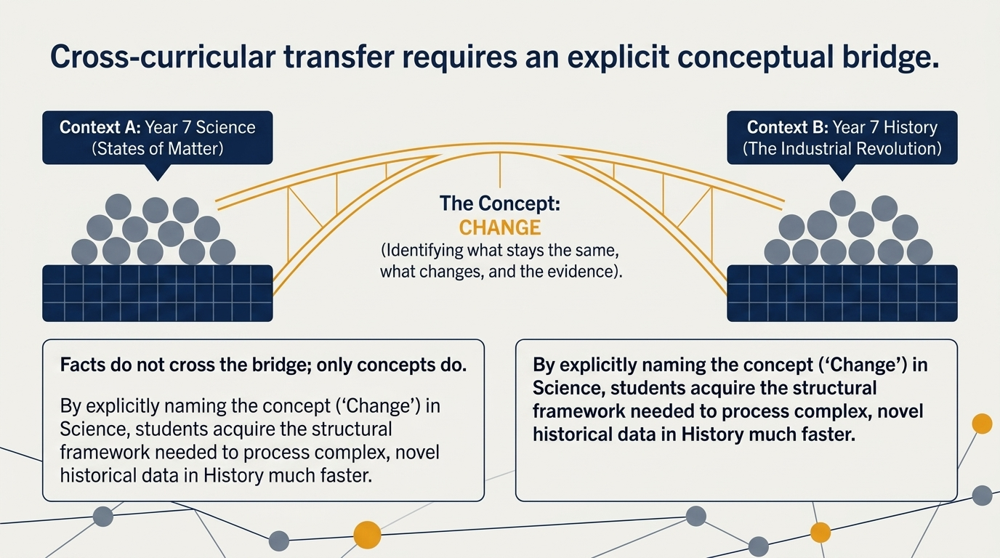 Cross-curricular transfer requires an explicit conceptual bridge.
Context A: Year 7 Science
(States of Matter)
Context B: Year 7 History
(The Industrial Revolution)
The Concept:
CHANGE
(Identifying what stays the same,
what changes, and the evidence).
Facts do not cross the bridge; only concepts do.
By explicitly naming the concept (‘Change’) in
Science, students acquire the structural
framework needed to process complex, novel
historical data in History much faster.
By explicitly naming the concept (‘Change’) in
Science, students acquire the structural
framework needed to process complex, novel
historical data in History much faster.